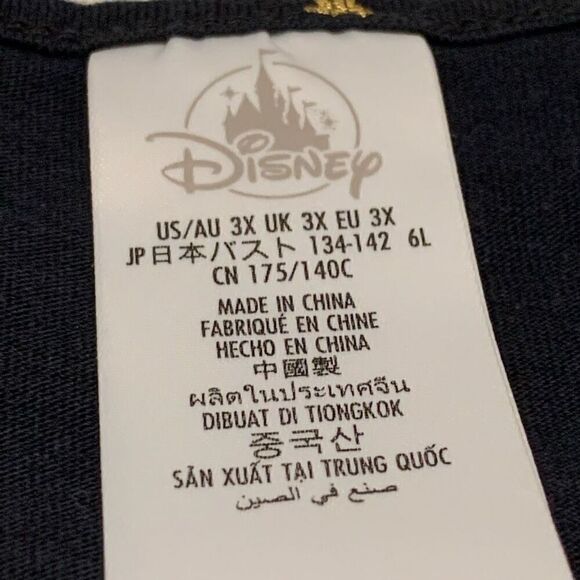 Disney
US/AU 3X UK 3X EU 3X
JP 日本バスト 134-142 6L
CN 175/140C
MADE IN CHINA
FABRIQUÉ EN CHINE
HECHO EN CHINA
中國製
ผลิตในประเทศจีน
DIBUAT DI TIONGKOK
중국산
SẢN XUẤT TẠI TRUNG QUỐC
صنع في الصين